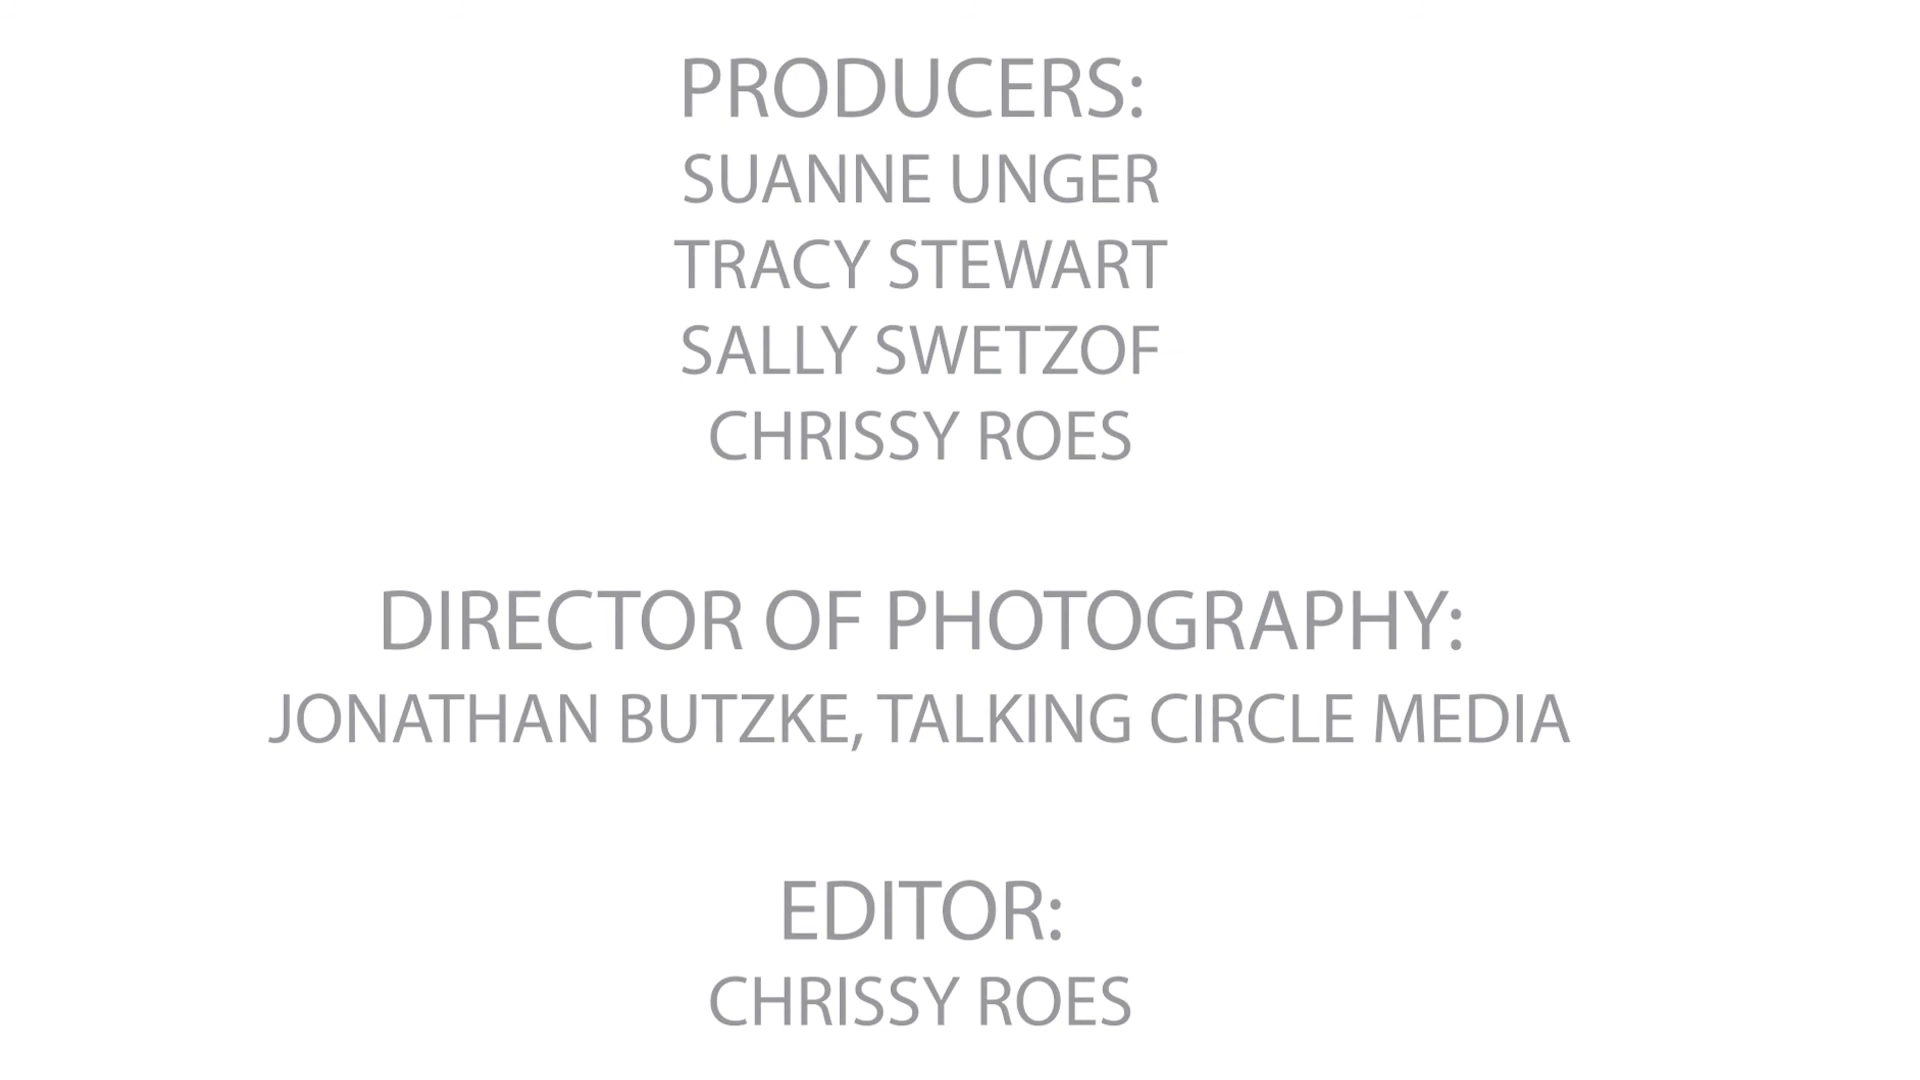 PRODUCERS:
SUANNE UNGER
TRACY STEWART
SALLY SWETZOF
CHRISSY ROES
DIRECTOR OF PHOTOGRAPHY:
JONATHAN BUTZKE, TALKING CIRCLE MEDIA
EDITOR:
CHRISSY ROES